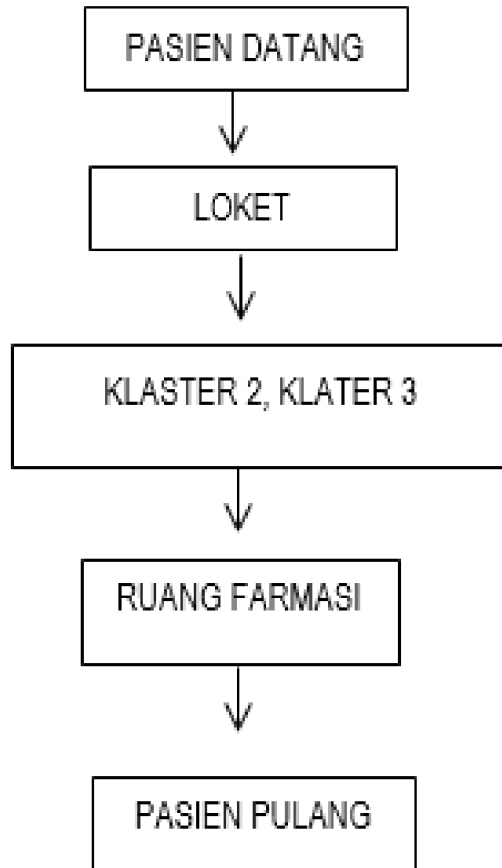 PASIEN DATANG
LOKET
KLASTER 2, KLATER 3
RUANG FARMASI
PASIEN PULANG